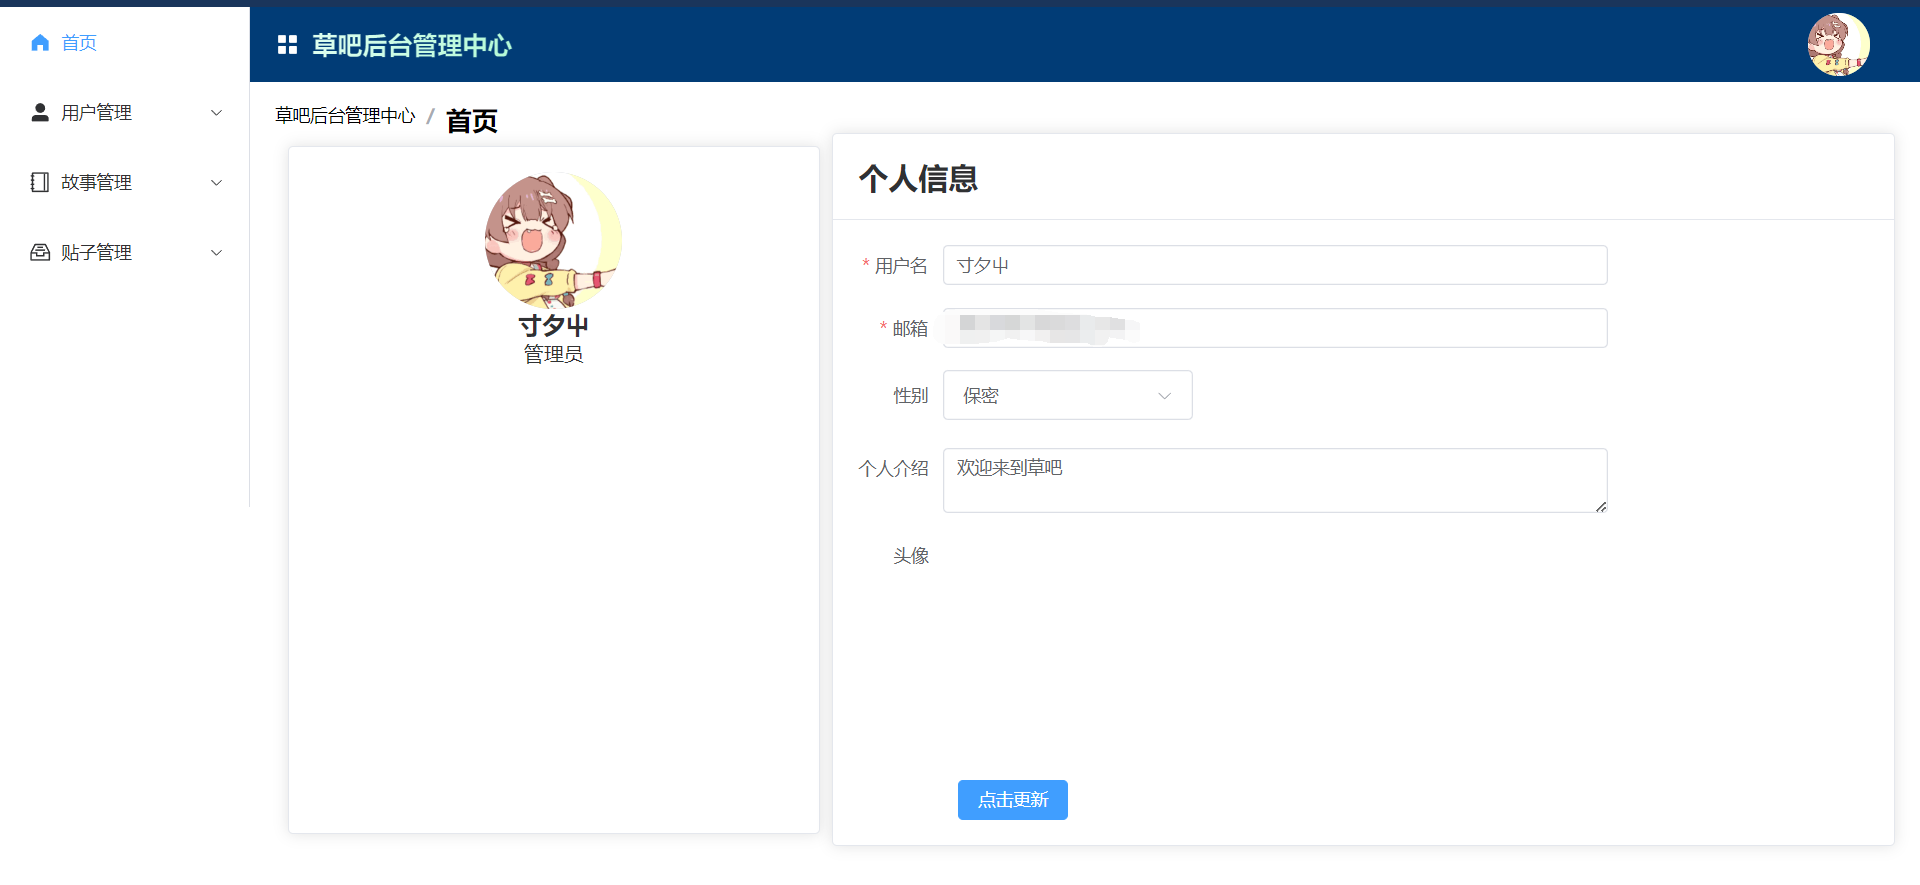 首页
用户管理
故事管理
贴子管理
草吧后台管理中心
草吧后台管理中心 / 首页
寸夕屮
管理员
个人信息
* 用户名 寸夕屮
* 邮箱
性别 保密
个人介绍 欢迎来到草吧
头像
点击更新